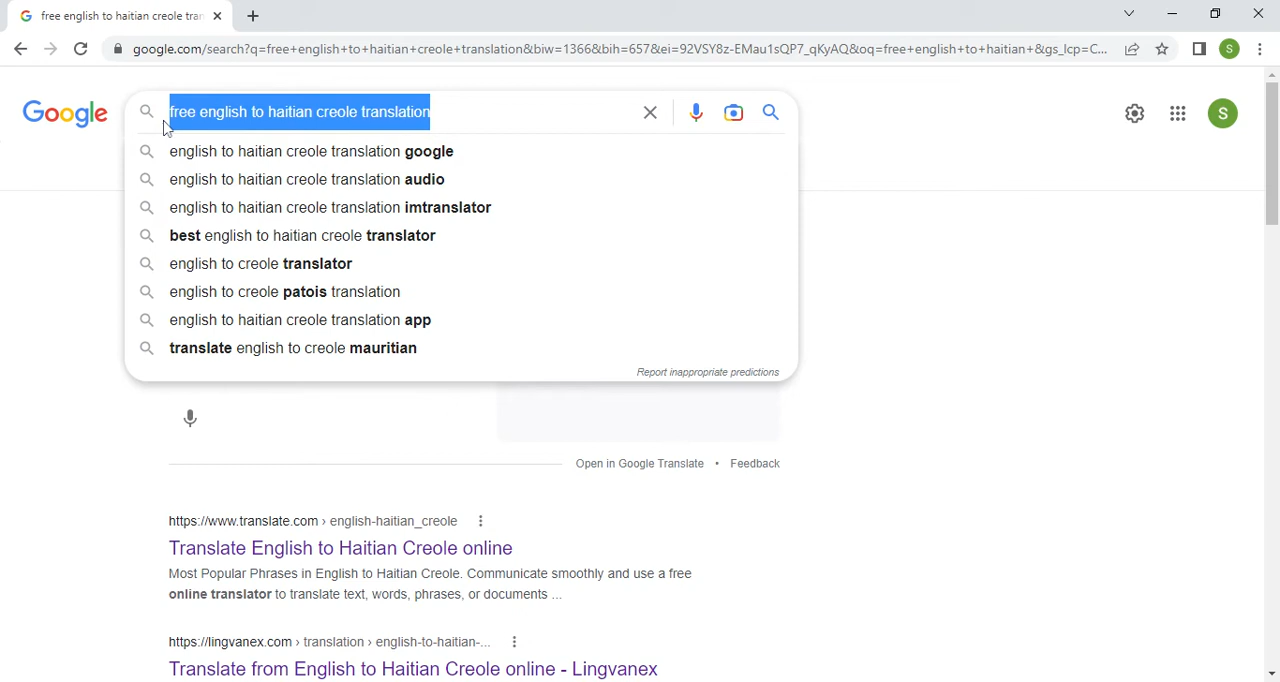 free english to haitian creole tran
google.com/search?q=free+english+to+haitian+creole+translation&biw=1366&bih=657&ei=92VSY8z-EMau1sQP7_qKyAQ&oq=free+english+to+haitian+&gs_lcp=C...
S
Google
free english to haitian creole translation
S
english to haitian creole translation google
english to haitian creole translation audio
english to haitian creole translation imtranslator
best english to haitian creole translator
english to creole translator
english to creole patois translation
english to haitian creole translation app
translate english to creole mauritian
Report inappropriate predictions
Open in Google Translate • Feedback
https://www.translate.com › english-haitian_creole
Translate English to Haitian Creole online
Most Popular Phrases in English to Haitian Creole. Communicate smoothly and use a free
online translator to translate text, words, phrases, or documents ...
https://lingvanex.com › translation › english-to-haitian-...
Translate from English to Haitian Creole online - Lingvanex